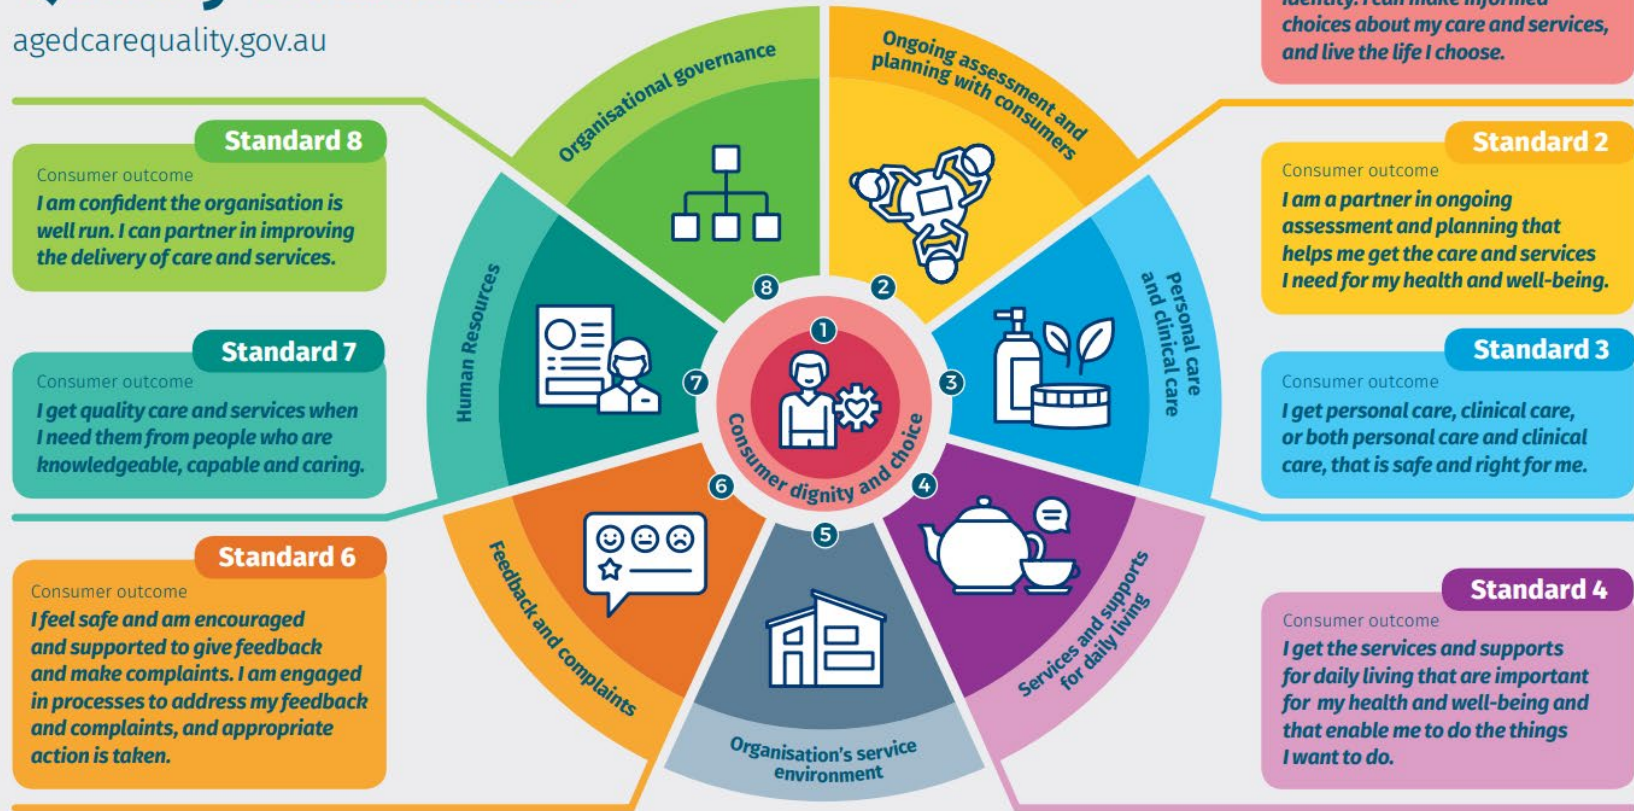 agedcarequality.gov.au
choices about my care and services,
and live the life I choose.
Standard 8
Consumer outcome
I am confident the organisation is
well run. I can partner in improving
the delivery of care and services.
Standard 7
Consumer outcome
I get quality care and services when
I need them from people who are
knowledgeable, capable and caring.
Standard 6
Consumer outcome
I feel safe and am encouraged
and supported to give feedback
and make complaints. I am engaged
in processes to address my feedback
and complaints, and appropriate
action is taken.
Organisational governance
Ongoing assessment and
planning with consumers
Human Resources
Personal care
and clinical care
8
2
1
7
3
Consumer dignity and choice
6
4
5
Feedback and complaints
Services and supports
for daily living
Organisation's service
environment
Standard 2
Consumer outcome
I am a partner in ongoing
assessment and planning that
helps me get the care and services
I need for my health and well-being.
Standard 3
Consumer outcome
I get personal care, clinical care,
or both personal care and clinical
care, that is safe and right for me.
Standard 4
Consumer outcome
I get the services and supports
for daily living that are important
for my health and well-being and
that enable me to do the things
I want to do.